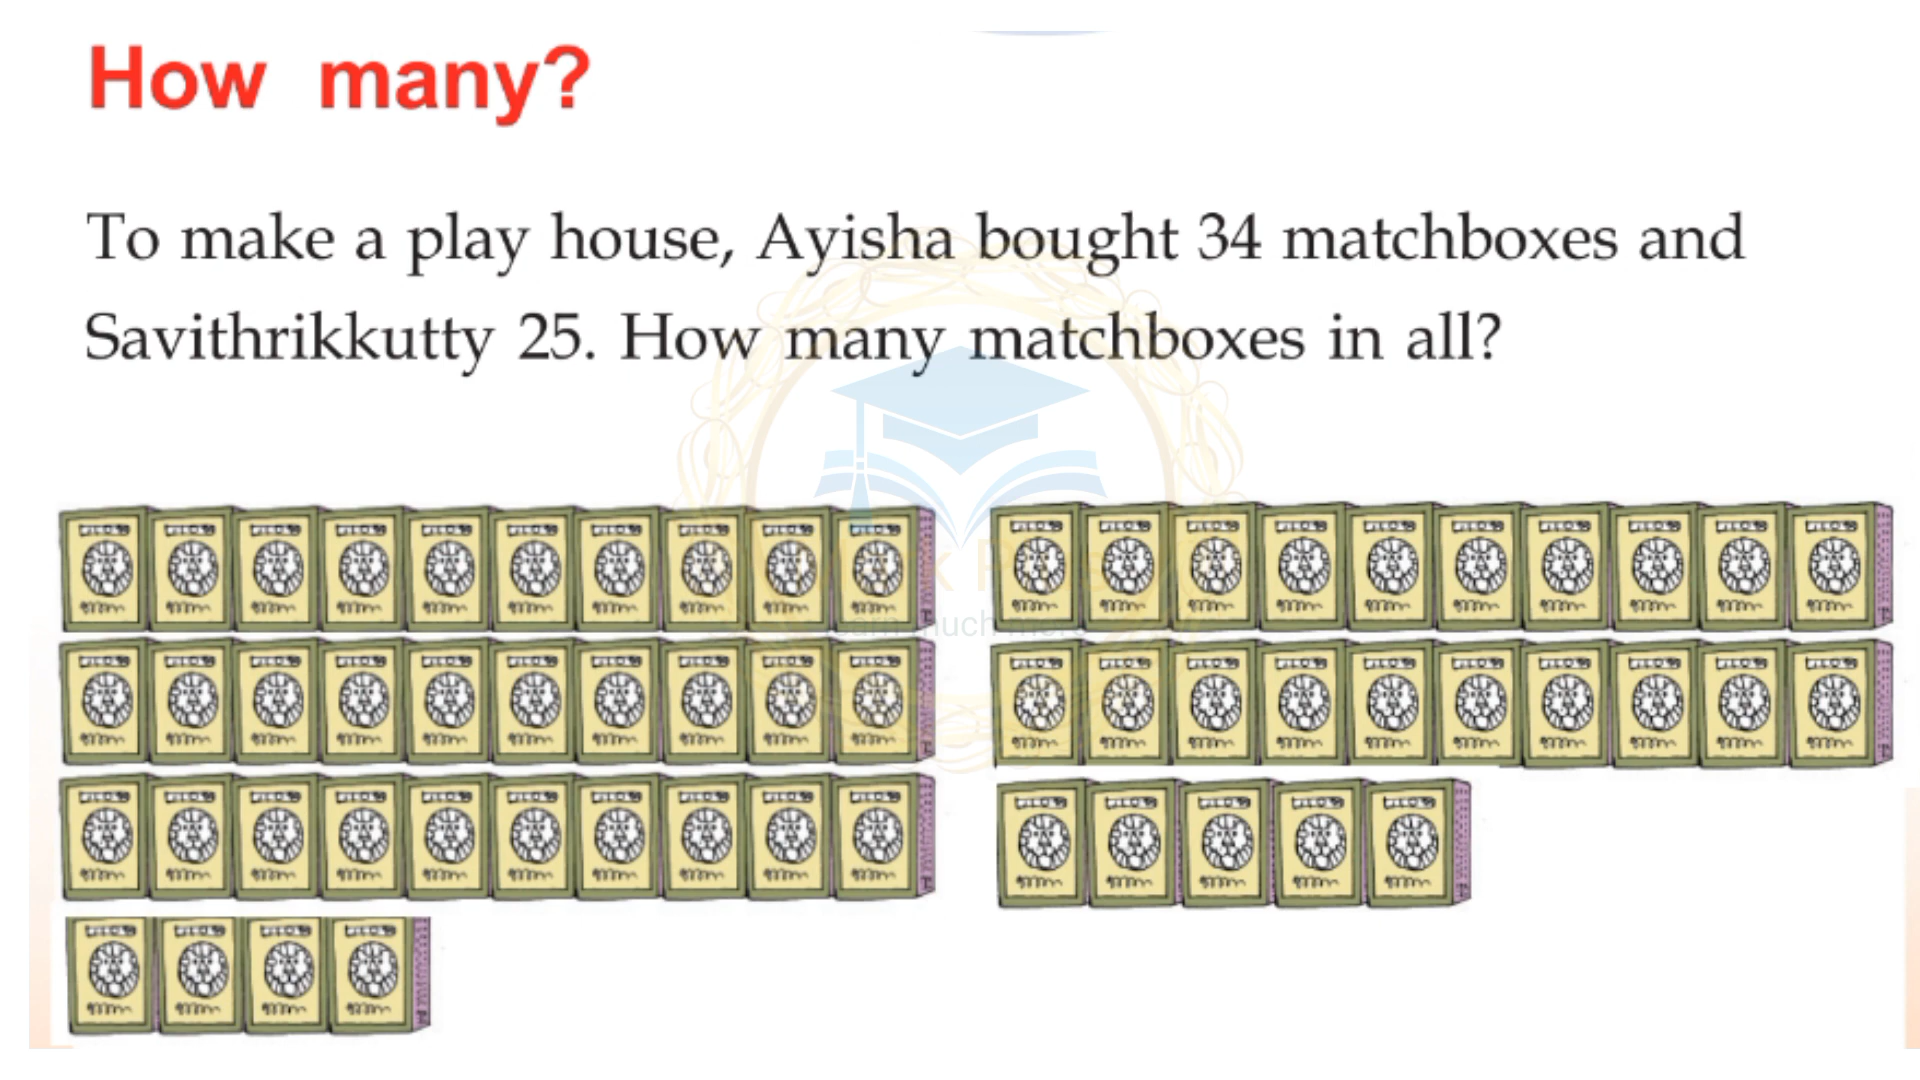 How many?
To make a play house, Ayisha bought 34 matchboxes and
Savithrikkutty 25. How many matchboxes in all?